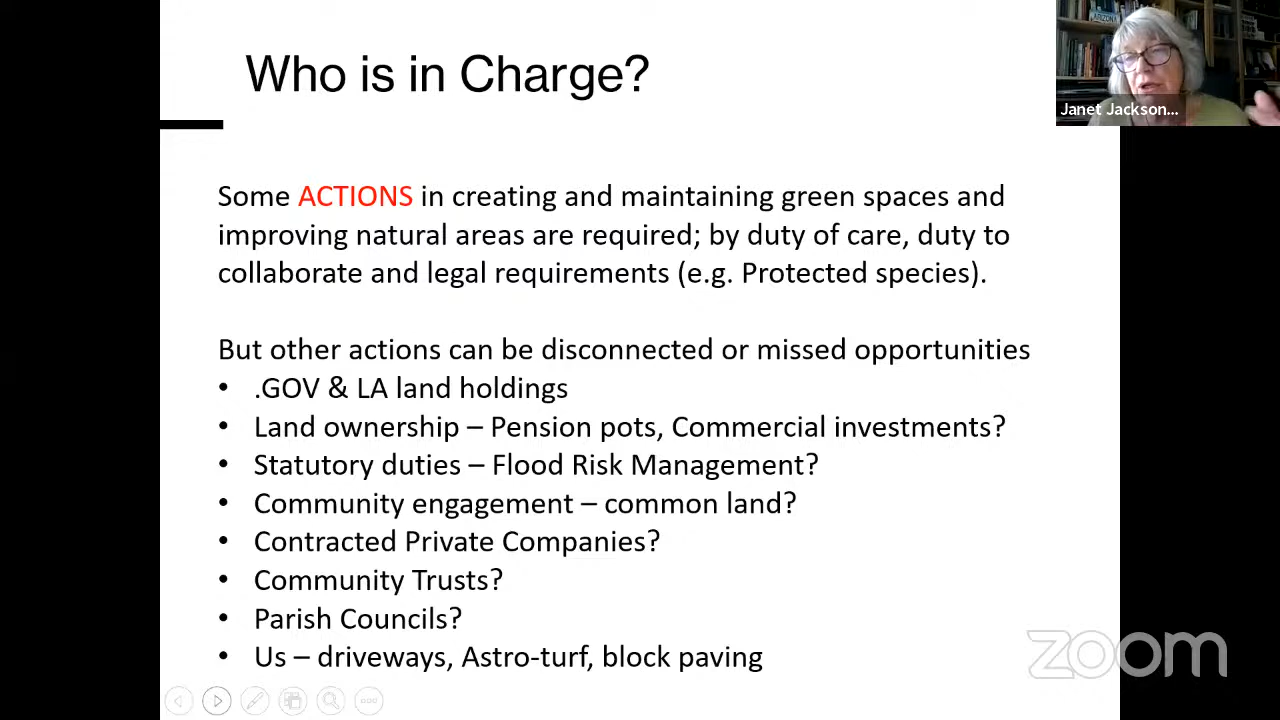 Who is in Charge?
ARIZONA
Janet Jackson...
Some ACTIONS in creating and maintaining green spaces and
improving natural areas are required; by duty of care, duty to
collaborate and legal requirements (e.g. Protected species).
But other actions can be disconnected or missed opportunities
• .GOV & LA land holdings
• Land ownership – Pension pots, Commercial investments?
• Statutory duties – Flood Risk Management?
• Community engagement – common land?
• Contracted Private Companies?
• Community Trusts?
• Parish Councils?
• Us – driveways, Astro-turf, block paving
zoom